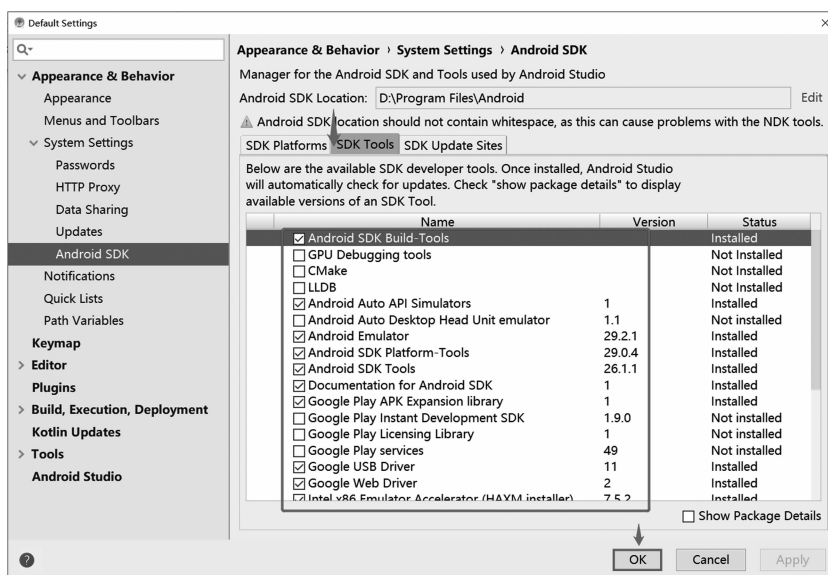 Default Settings
Appearance & Behavior › System Settings › Android SDK
Appearance & Behavior
Appearance
Menus and Toolbars
System Settings
Passwords
HTTP Proxy
Data Sharing
Updates
Android SDK
Notifications
Quick Lists
Path Variables
Keymap
Editor
Plugins
Build, Execution, Deployment
Kotlin Updates
Tools
Android Studio
Manager for the Android SDK and Tools used by Android Studio
Android SDK Location: D:\Program Files\Android Edit
Android SDK location should not contain whitespace, as this can cause problems with the NDK tools.
SDK Platforms SDK Tools SDK Update Sites
Below are the available SDK developer tools. Once installed, Android Studio
will automatically check for updates. Check "show package details" to display
available versions of an SDK Tool.
Name Version Status
Android SDK Build-Tools Installed
GPU Debugging tools Not Installed
CMake Not Installed
LLDB Not Installed
Android Auto API Simulators 1 Installed
Android Auto Desktop Head Unit emulator 1.1 Not installed
Android Emulator 29.2.1 Installed
Android SDK Platform-Tools 29.0.4 Installed
Android SDK Tools 26.1.1 Installed
Documentation for Android SDK 1 Installed
Google Play APK Expansion library 1 Installed
Google Play Instant Development SDK 1.9.0 Not installed
Google Play Licensing Library 1 Not installed
Google Play services 49 Not installed
Google USB Driver 11 Installed
Google Web Driver 2 Installed
Intel x86 Emulator Accelerator (HAXM installer) 7.5.2 Installed
Show Package Details
? OK Cancel Apply